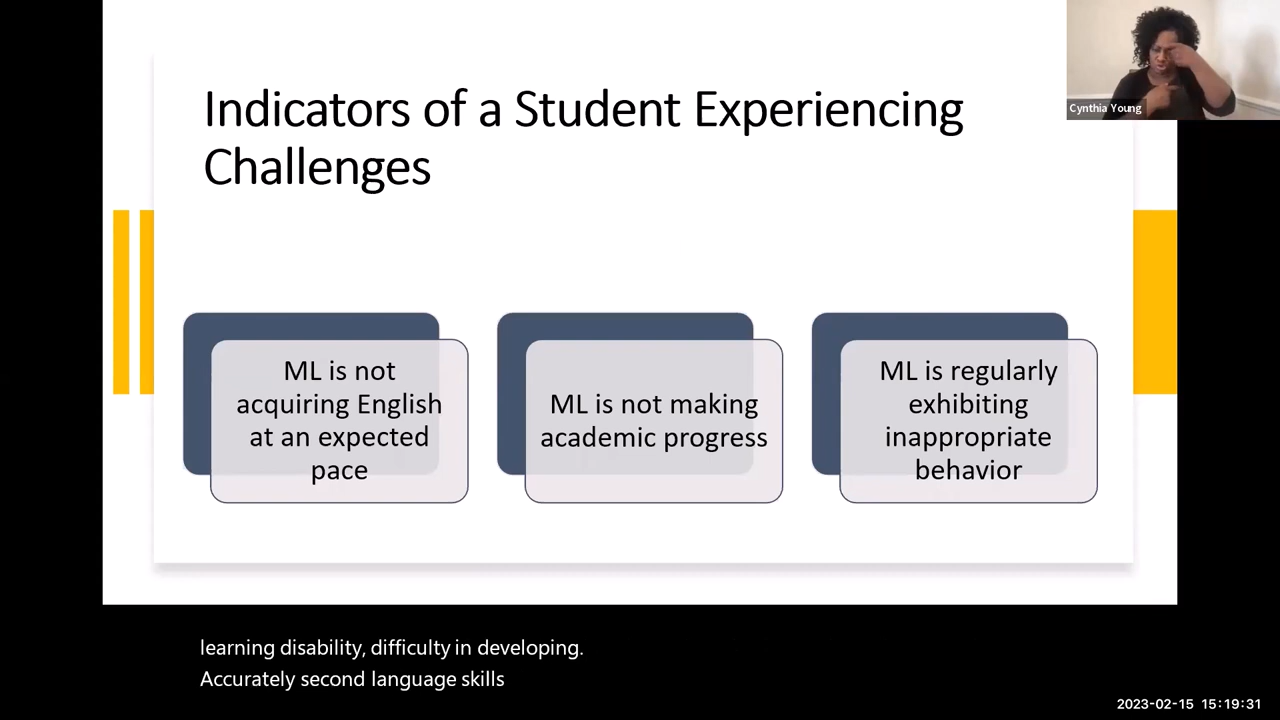 Cynthia Young
Indicators of a Student Experiencing
Challenges
ML is not
acquiring English
at an expected
pace
ML is not making
academic progress
ML is regularly
exhibiting
inappropriate
behavior
learning disability, difficulty in developing.
Accurately second language skills
2023-02-15 15:19:31